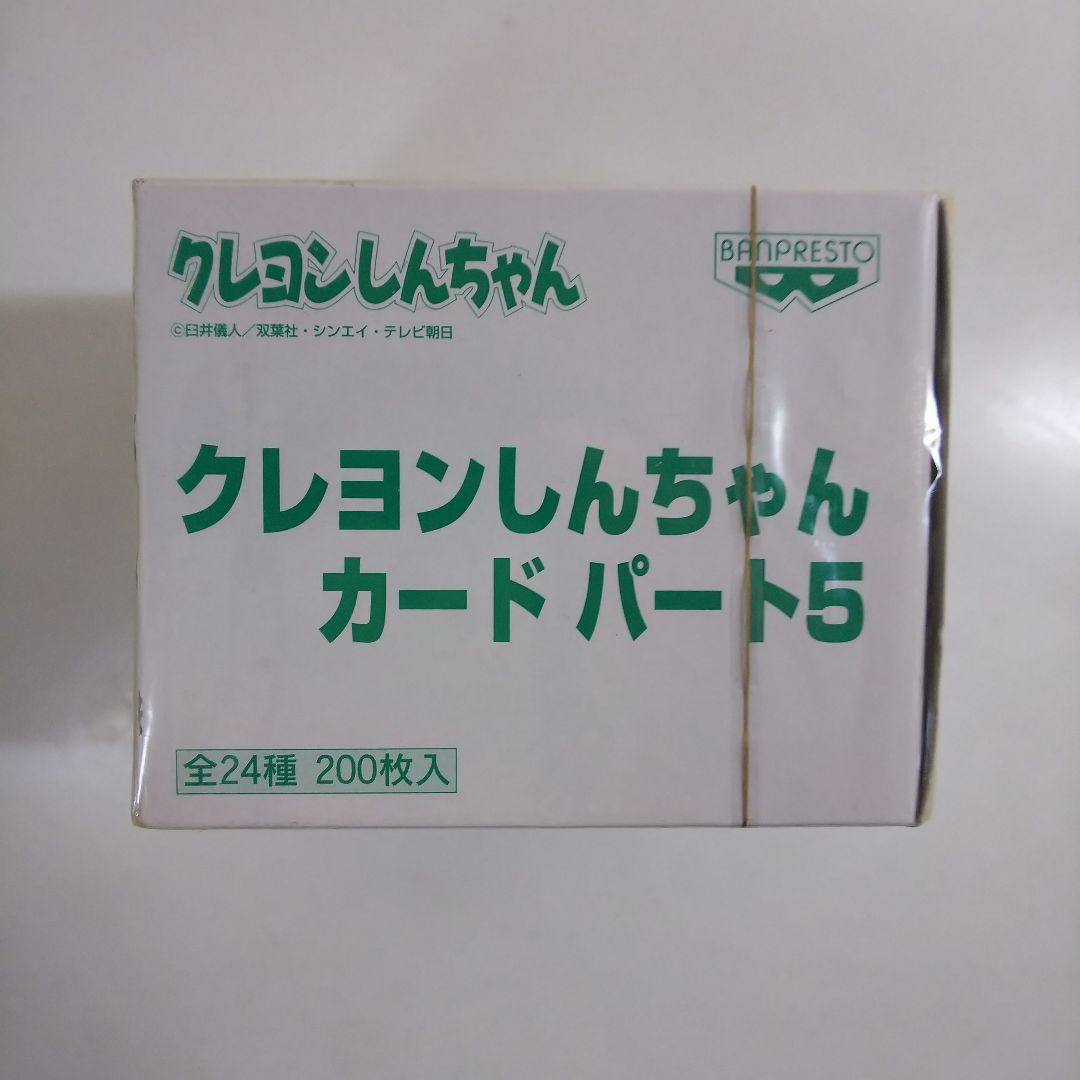 クレヨンしんちゃん
BANPRESTO
©臼井儀人／双葉社・シンエイ・テレビ朝日
クレヨンしんちゃん
カード パート5
全24種 200枚入